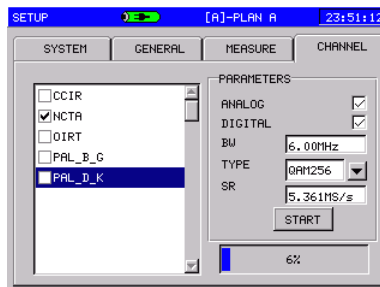 SETUP [A]-PLAN A 23:51:12
SYSTEM GENERAL MEASURE CHANNEL
CCIR
NCTA
OIRT
PAL_B_G
PAL_D_K
PARAMETERS
ANALOG
DIGITAL
BW 6.00MHz
TYPE QAM256
SR 5.361MS/s
START
6%